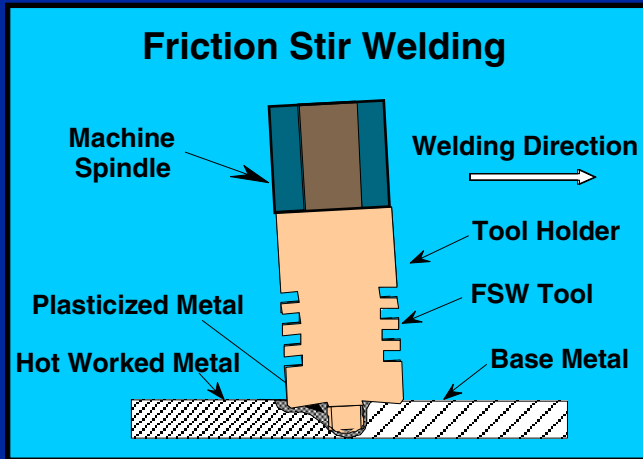 Friction Stir Welding
Machine
Spindle
Welding Direction
Tool Holder
Plasticized Metal
FSW Tool
Hot Worked Metal
Base Metal